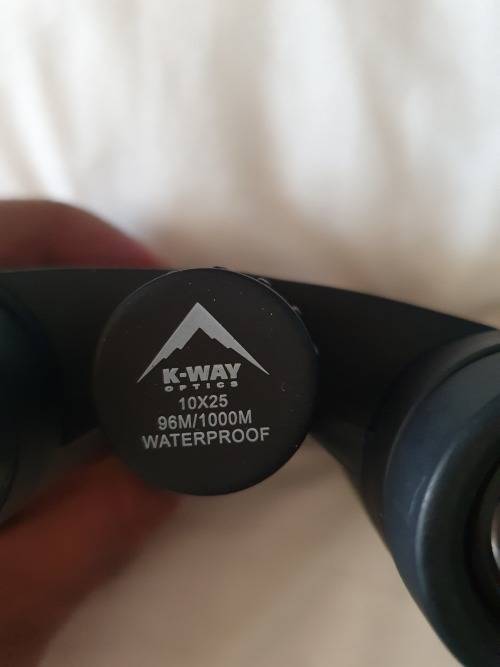 K-WAY
OPTICS
10X25
96M/1000M
WATERPROOF